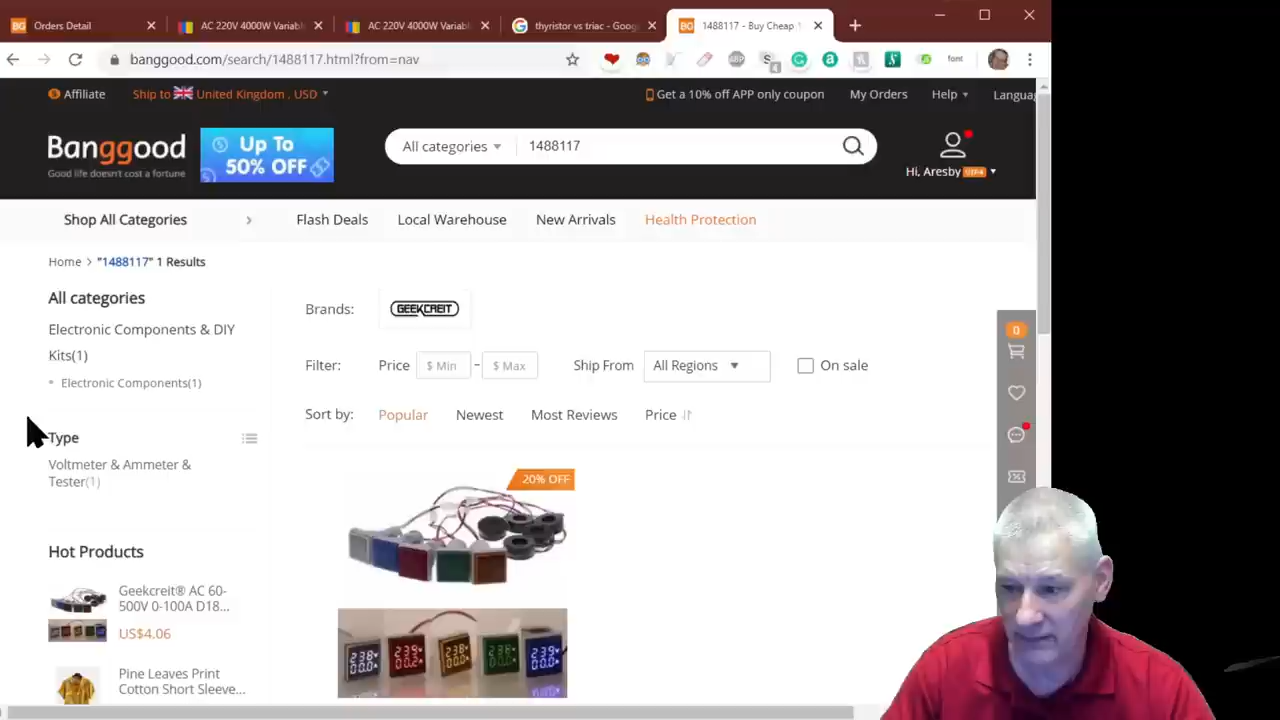 Orders Detail
AC 220V 4000W Variabl
AC 220V 4000W Variabl
thyristor vs triac - Goog
1488117 - Buy Cheap 1
banggood.com/search/1488117.html?from=nav
font
Affiliate
Ship to United Kingdom , USD
Get a 10% off APP only coupon
My Orders
Help
Langua
Banggood
Good life doesn't cost a fortune
Up To
50% OFF
All categories
1488117
Hi, Aresby VIP4
Shop All Categories
Flash Deals
Local Warehouse
New Arrivals
Health Protection
Home > "1488117" 1 Results
All categories
Electronic Components & DIY
Kits(1)
Electronic Components(1)
Type
Voltmeter & Ammeter &
Tester(1)
Hot Products
Geekcreit® AC 60-
500V 0-100A D18...
US$4.06
Pine Leaves Print
Cotton Short Sleeve...
Brands:
GEEKCREIT
Filter:
Price
$ Min - $ Max
Ship From
All Regions
On sale
Sort by:
Popular
Newest
Most Reviews
Price
0
20% OFF